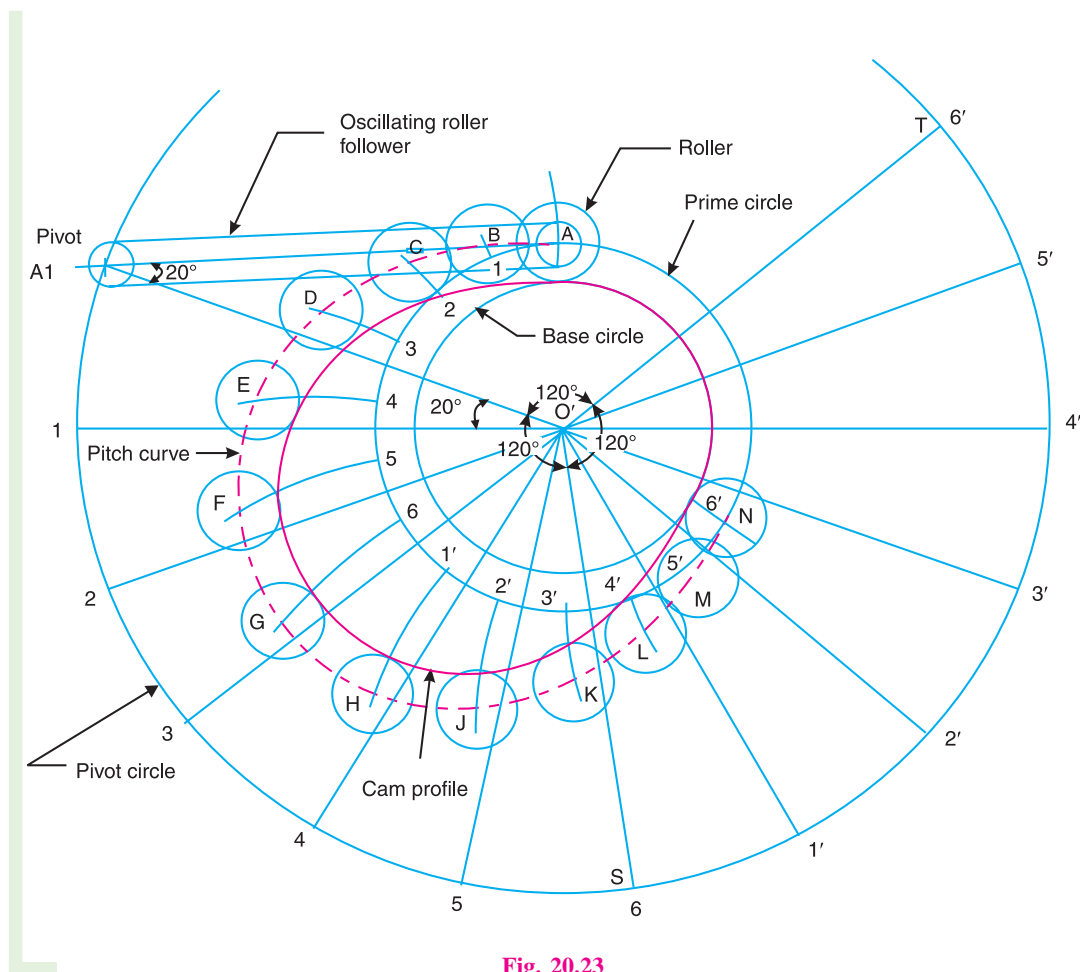 Oscillating roller
follower
Roller
T 6′
Prime circle
Pivot
A1
20°
C B A
1
5′
D
2
3
Base circle
E
4
20°
120°
O′
1
4′
120° 120°
Pitch curve
5
F
6
6′ N
1′
5′
2
2′ 3′ 4′
M
3′
G
L
H
J
K
3
2′
Pivot circle
Cam profile
4
1′
S
5
6
Fig. 20.23